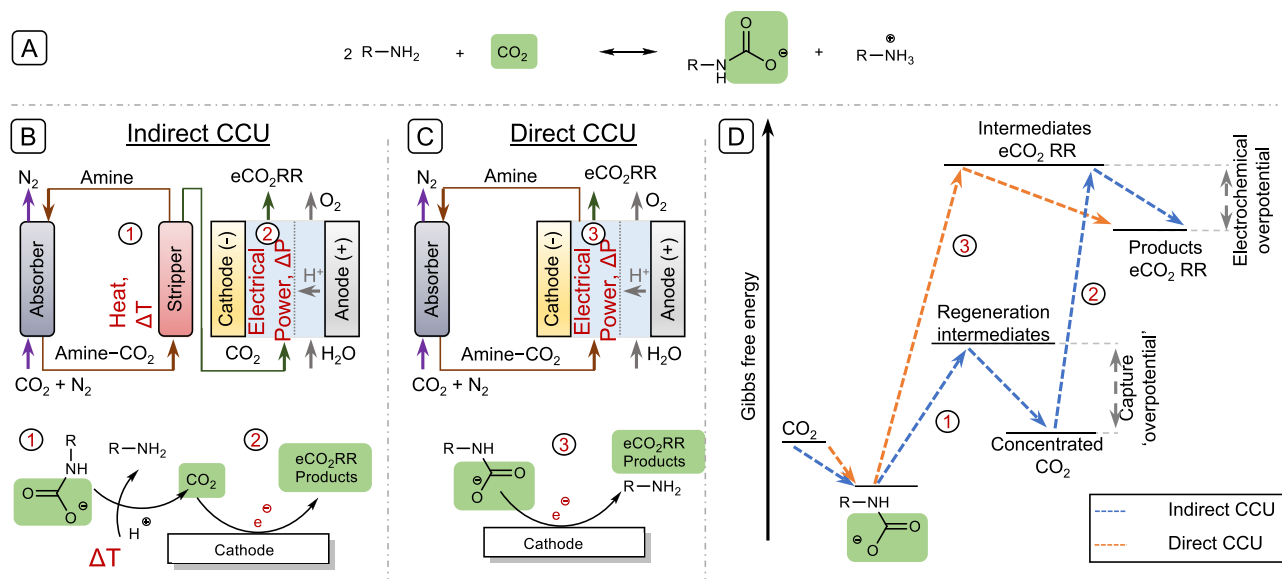 A
2 R–NH₂ + CO₂ ⟷ R–N H O O ⊖ + R–NH₃ ⊕
B
Indirect CCU
N₂
Amine
eCO₂RR
O₂
1
2
Absorber
Heat, ΔT
Stripper
Cathode (-)
Electrical Power, ΔP
H⁺
Anode (+)
Amine–CO₂
CO₂
H₂O
CO₂ + N₂
1
R
NH
O
O
⊖
R–NH₂
H ⊕
ΔT
CO₂
2
eCO₂RR
Products
e⊖
Cathode
C
Direct CCU
N₂
Amine
eCO₂RR
O₂
3
Absorber
Cathode (-)
Electrical Power, ΔP
H⁺
Anode (+)
Amine–CO₂
H₂O
CO₂ + N₂
R–NH
O
O
⊖
3
eCO₂RR
Products
R–NH₂
e⊖
Cathode
D
Gibbs free energy
Intermediates
eCO₂ RR
Electrochemical
overpotential
3
Products
eCO₂ RR
2
Regeneration
intermediates
1
Capture
‘overpotential’
CO₂
Concentrated
CO₂
R–NH
O
O
⊖
Indirect CCU
Direct CCU